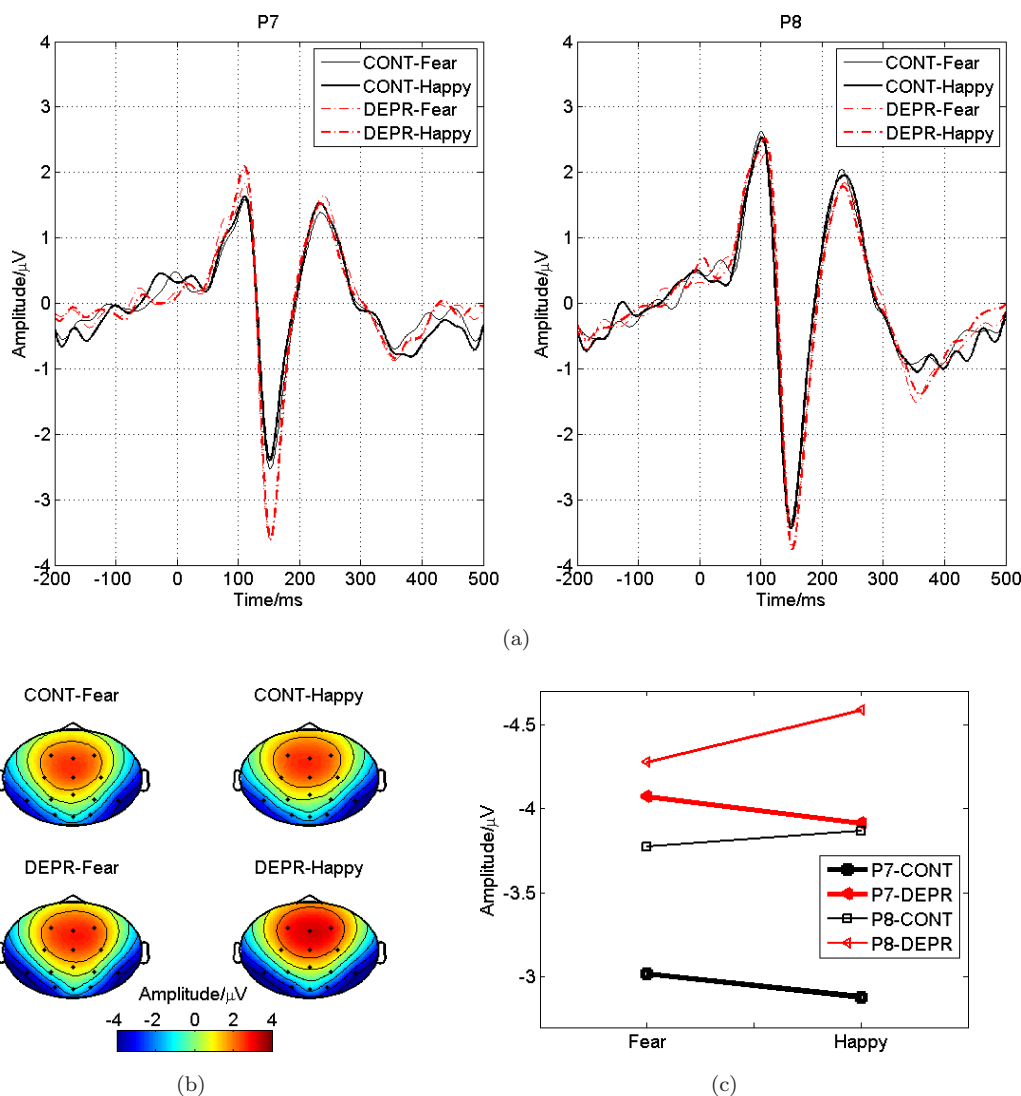 P7
4
3
2
1
0
-1
-2
-3
-4
-200
-100
0
100
200
300
400
500
Amplitude/μV
Time/ms
CONT-Fear
CONT-Happy
DEPR-Fear
DEPR-Happy
P8
4
3
2
1
0
-1
-2
-3
-4
-200
-100
0
100
200
300
400
500
Amplitude/μV
Time/ms
CONT-Fear
CONT-Happy
DEPR-Fear
DEPR-Happy
(a)
CONT-Fear
CONT-Happy
DEPR-Fear
DEPR-Happy
Amplitude/μV
-4
-2
0
2
4
(b)
-4.5
-4
-3.5
-3
Amplitude/μV
Fear
Happy
P7-CONT
P7-DEPR
P8-CONT
P8-DEPR
(c)